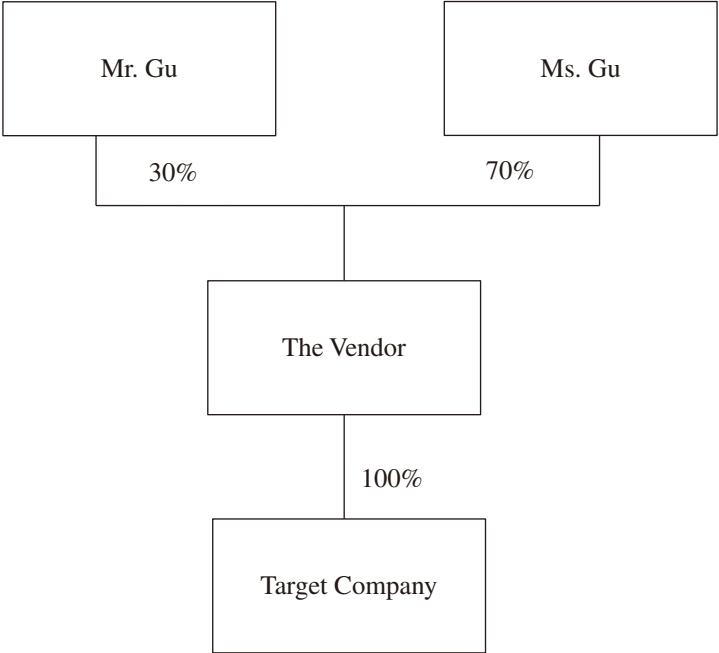 Mr. Gu
Ms. Gu
30%
70%
The Vendor
100%
Target Company